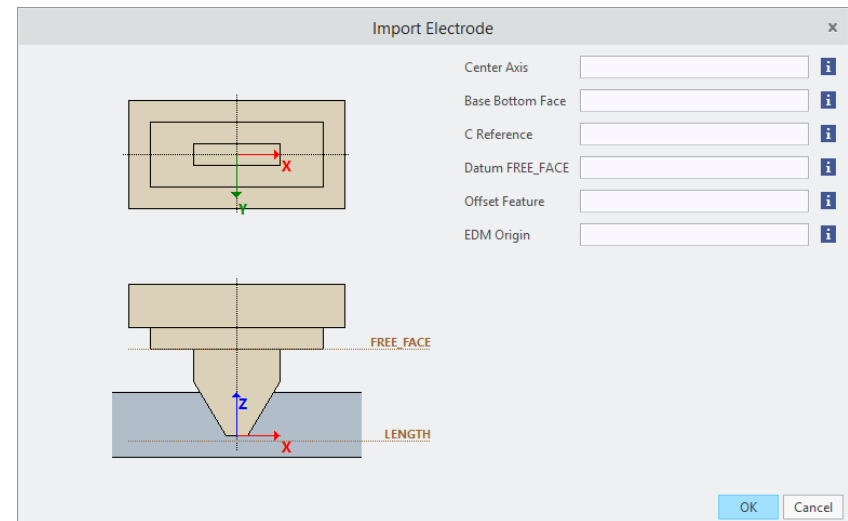 Import Electrode
x
Center Axis
Base Bottom Face
C Reference
Datum FREE_FACE
Offset Feature
EDM Origin
X
Y
FREE_FACE
Z
LENGTH
X
OK
Cancel